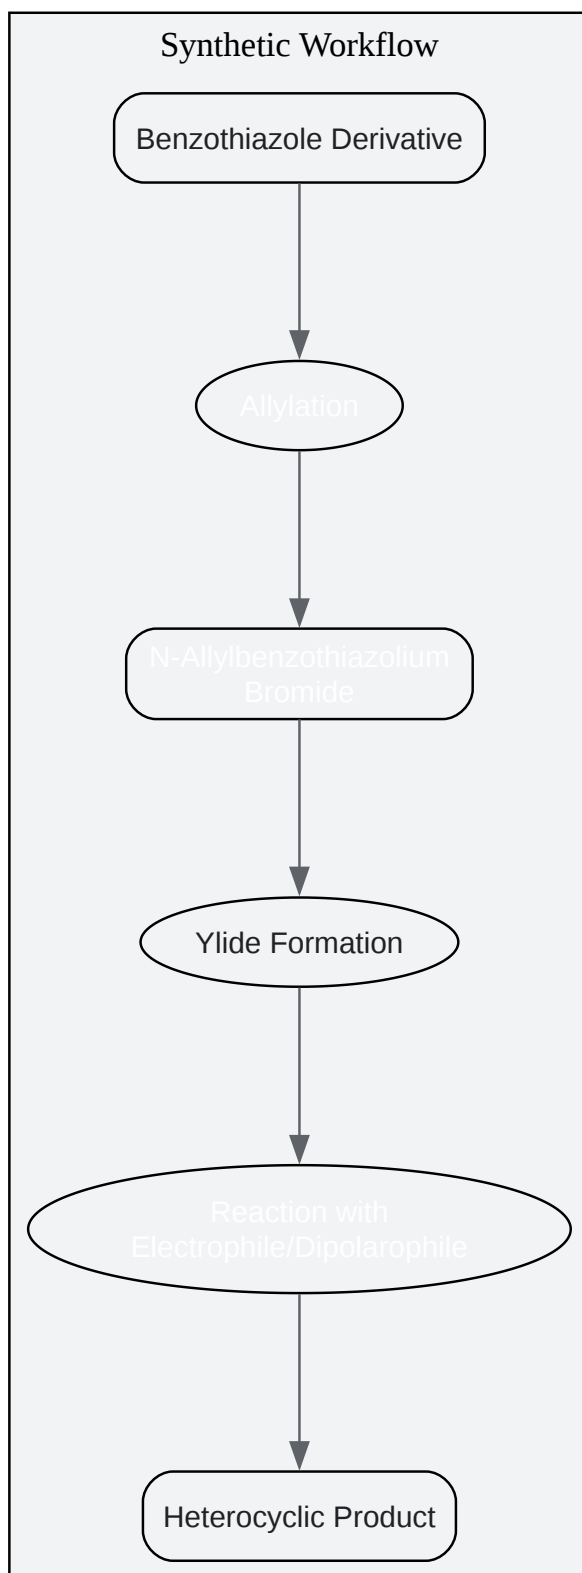 Synthetic Workflow
Benzothiazole Derivative
Allylation
N-Allylbenzothiazolium
Bromide
Ylide Formation
Reaction with
Electrophile/Dipolarophile
Heterocyclic Product